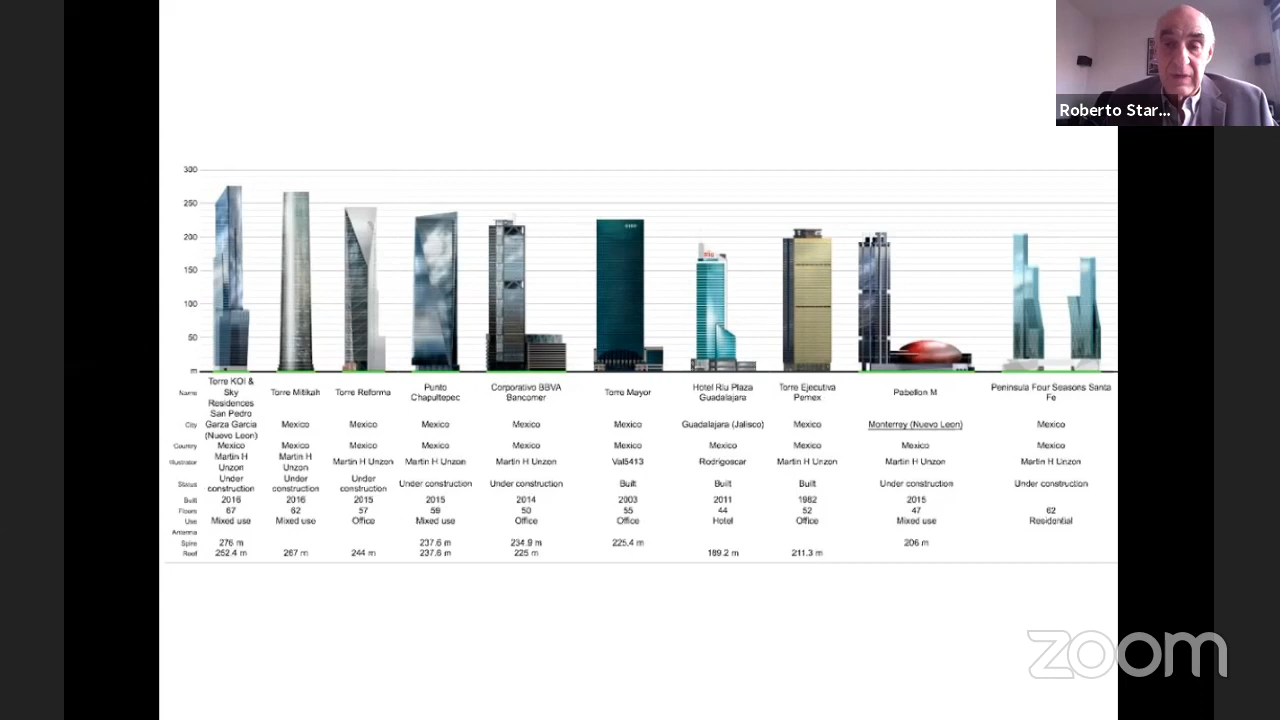 Roberto Star...
300
250
200
150
100
50
m
Name
Torre KOI &
Sky
Residences
Torre Mitikah
Torre Reforma
Punto
Chapultepec
Corporativo BBVA
Bancomer
Torre Mayor
Hotel Riu Plaza
Guadalajara
Torre Ejecutiva
Pemex
Pabellon M
Peninsula Four Seasons Santa
Fe
City
San Pedro
Garza Garcia
(Nuevo Leon)
Mexico
Mexico
Mexico
Mexico
Mexico
Guadalajara (Jalisco)
Mexico
Monterrey (Nuevo Leon)
Mexico
Country
Mexico
Mexico
Mexico
Mexico
Mexico
Mexico
Mexico
Mexico
Mexico
Illustrator
Martin H
Unzon
Martin H
Unzon
Martin H Unzon
Martin H Unzon
Martin H Unzon
Val5413
Rodrigoscar
Martin H Unzon
Martin H Unzon
Martin H Unzon
Status
Under
construction
Under
construction
Under
construction
Under construction
Under construction
Built
Built
Built
Under construction
Under construction
Built
2016
2016
2015
2015
2014
2003
2011
1982
2015
Floors
67
62
57
59
50
55
44
52
47
62
Use
Mixed use
Mixed use
Office
Mixed use
Office
Office
Hotel
Office
Mixed use
Residential
Antenna
Spire
276 m
237.6 m
234.9 m
225.4 m
206 m
Roof
252.4 m
267 m
244 m
237.6 m
225 m
189.2 m
211.3 m
zoom